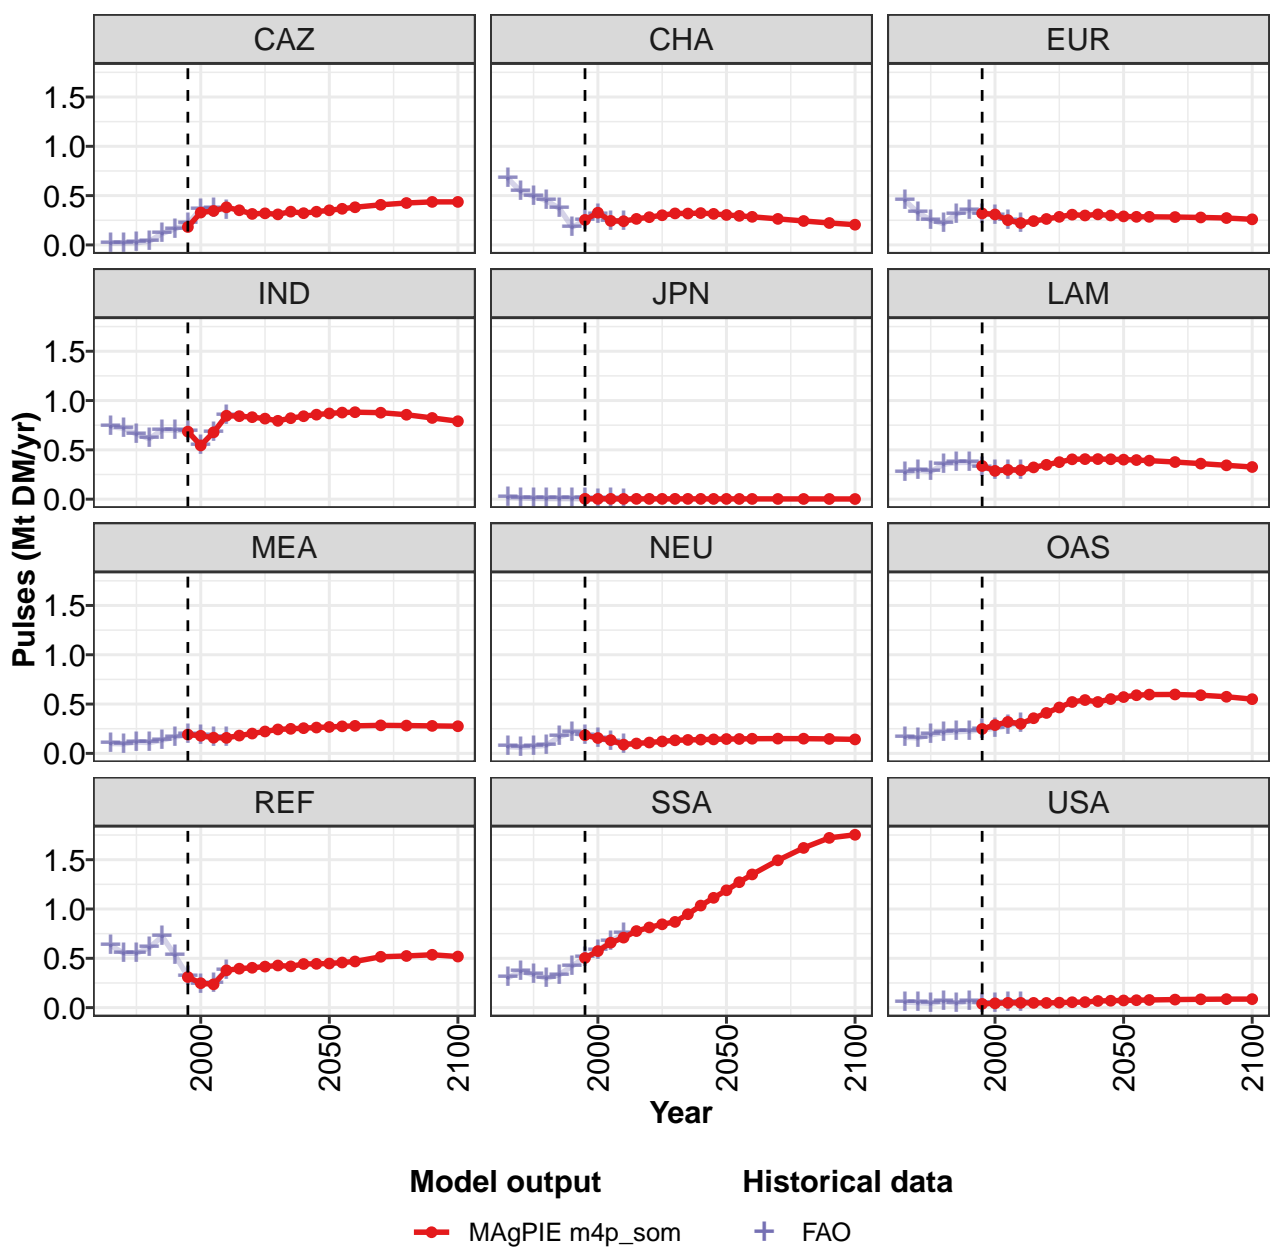 CAZ CHA EUR
1.5
1.0
0.5
0.0
IND JPN LAM
1.5
1.0
0.5
0.0
MEA NEU OAS
1.5
1.0
0.5
0.0
REF SSA USA
1.5
1.0
0.5
0.0
Pulses (Mt DM/yr)
2000 2050 2100 2000 2050 2100 2000 2050 2100
Year
Model output Historical data
MAgPIE m4p_som FAO